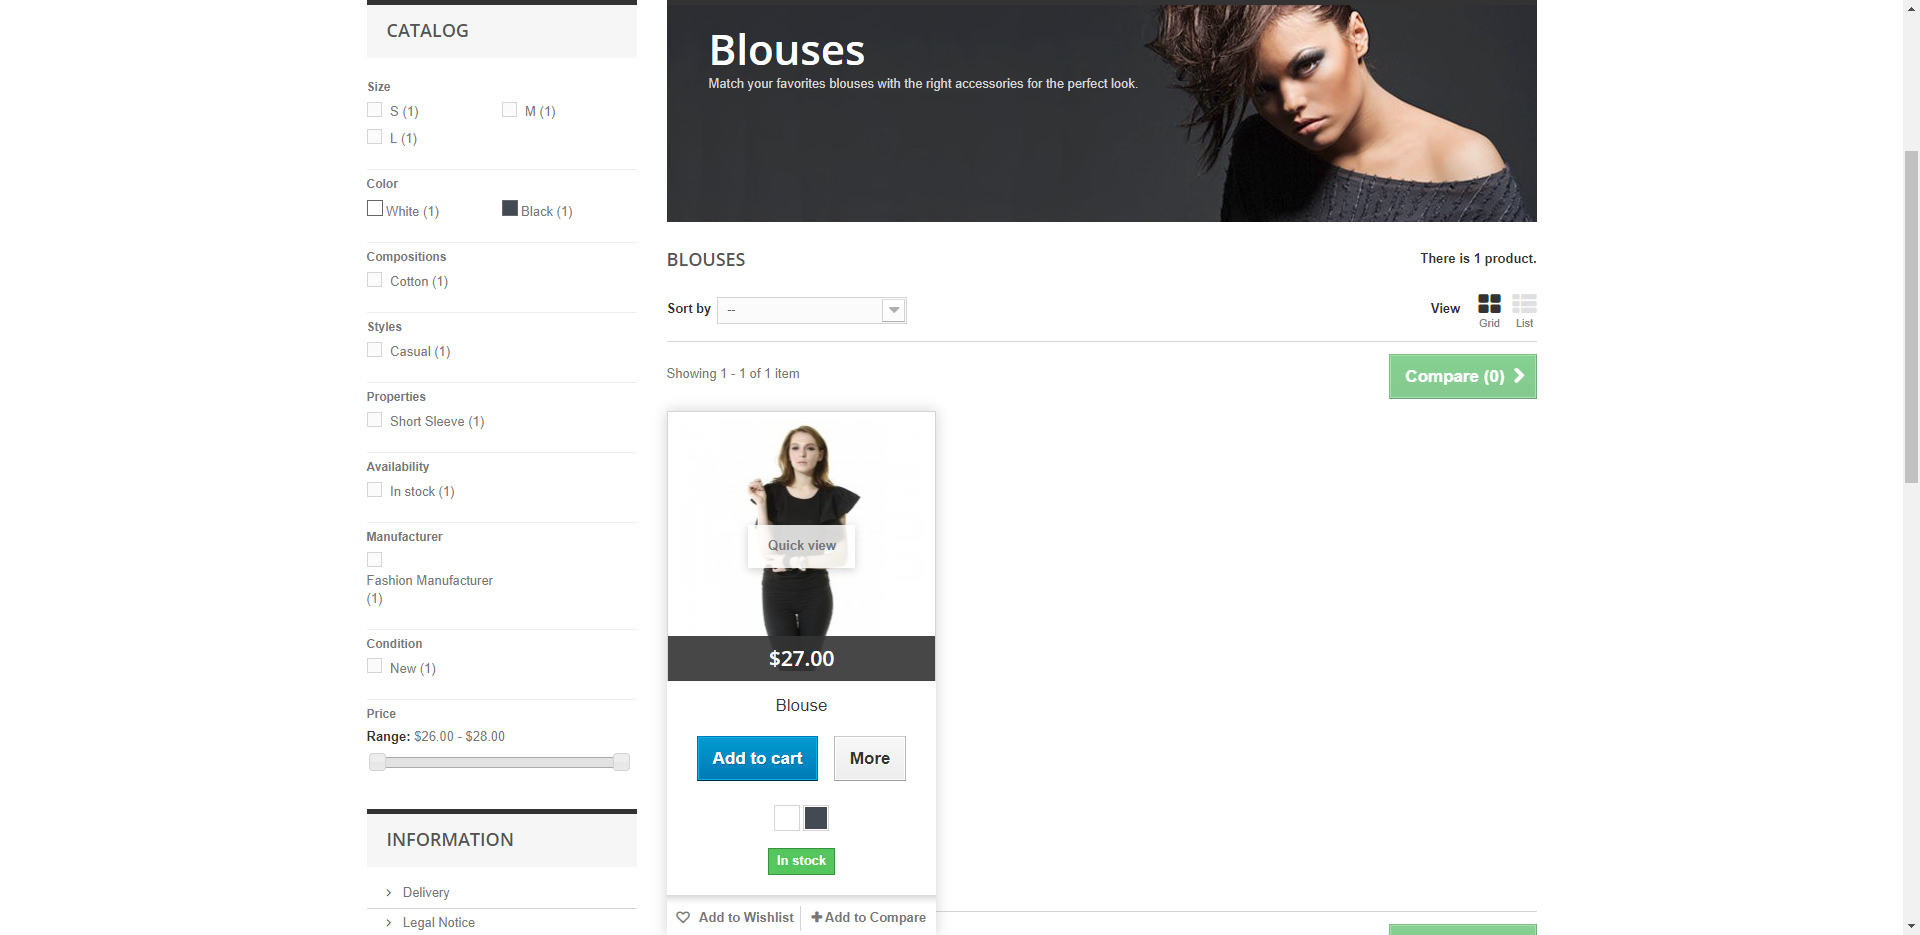 CATALOG
Size
S (1)
M (1)
L (1)
Color
White (1)
Black (1)
Compositions
Cotton (1)
Styles
Casual (1)
Properties
Short Sleeve (1)
Availability
In stock (1)
Manufacturer
Fashion Manufacturer
(1)
Condition
New (1)
Price
Range: $26.00 - $28.00
INFORMATION
Delivery
Legal Notice
Blouses
Match your favorites blouses with the right accessories for the perfect look.
BLOUSES
There is 1 product.
Sort by
--
View
Grid
List
Showing 1 - 1 of 1 item
Compare (0)
Quick view
$27.00
Blouse
Add to cart
More
In stock
Add to Wishlist
Add to Compare